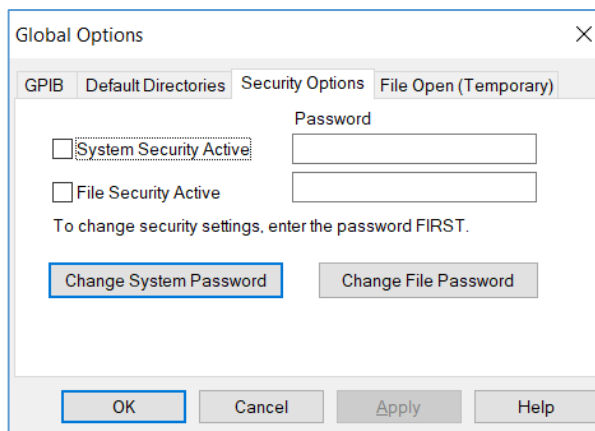 Global Options
GPIB Default Directories Security Options File Open (Temporary)
Password
System Security Active
File Security Active
To change security settings, enter the password FIRST.
Change System Password Change File Password
OK Cancel Apply Help